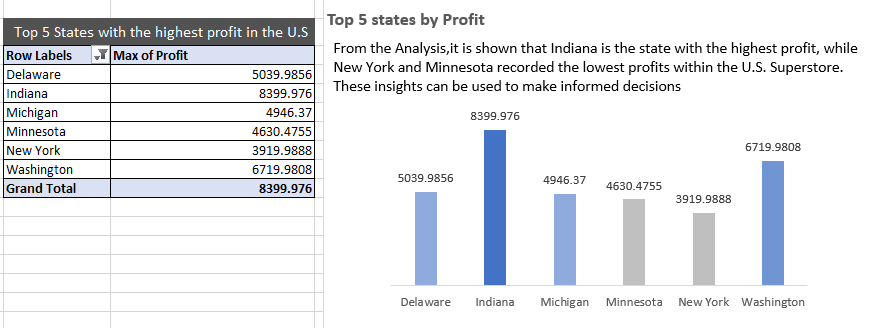 Top 5 States with the highest profit in the U.S
Row Labels Max of Profit
Delaware 5039.9856
Indiana 8399.976
Michigan 4946.37
Minnesota 4630.4755
New York 3919.9888
Washington 6719.9808
Grand Total 8399.976
Top 5 states by Profit
From the Analysis,it is shown that Indiana is the state with the highest profit, while
New York and Minnesota recorded the lowest profits within the U.S. Superstore.
These insights can be used to make informed decisions
8399.976
6719.9808
5039.9856
4946.37
4630.4755
3919.9888
Delaware Indiana Michigan Minnesota New York Washington